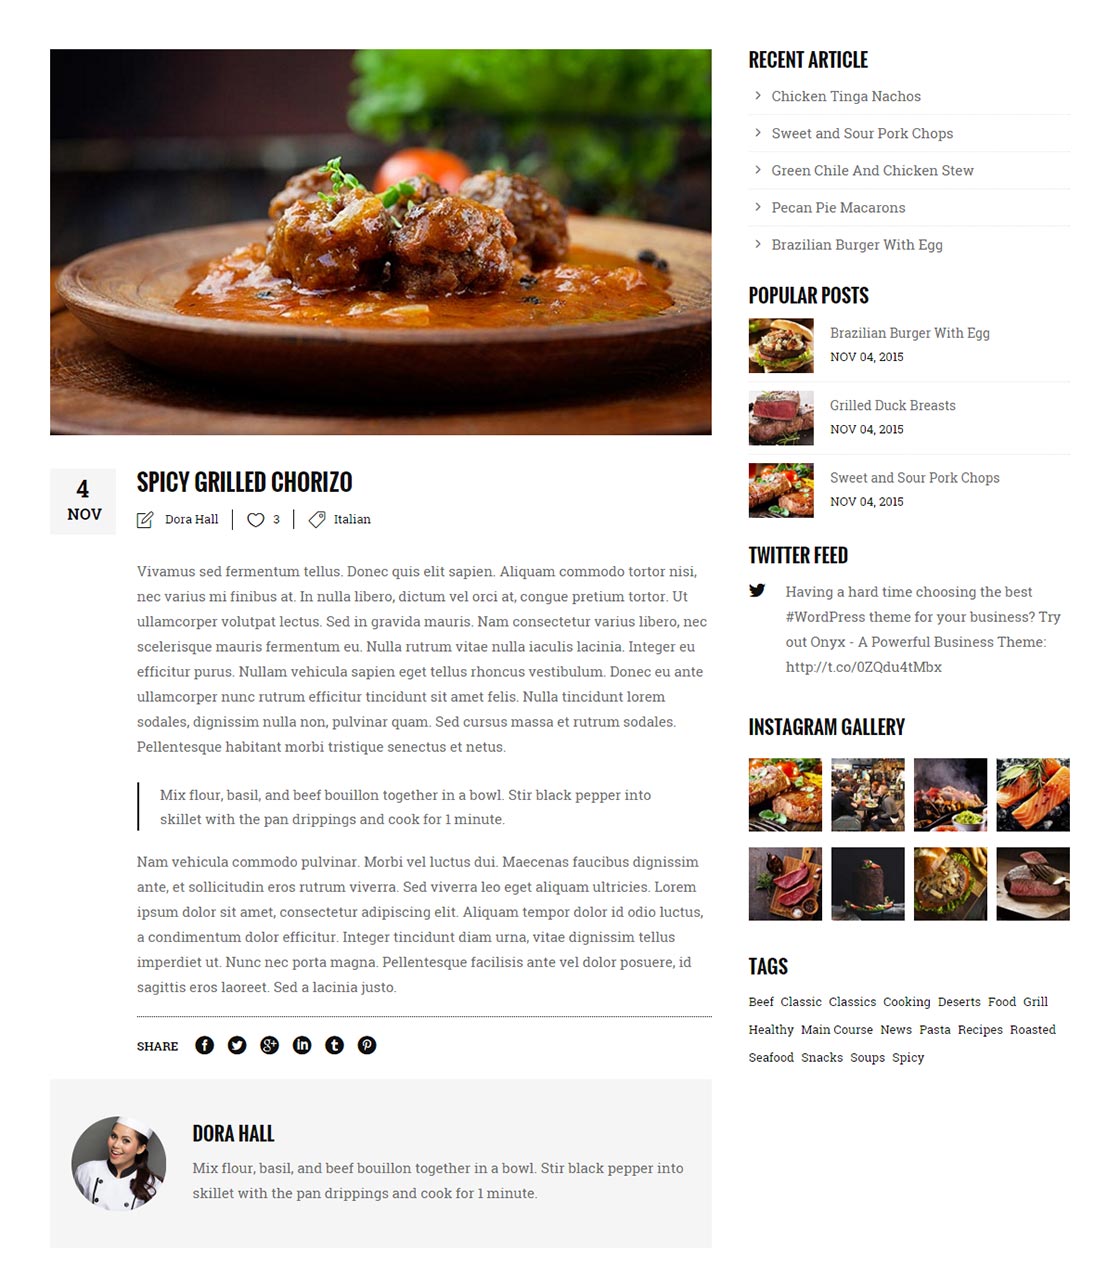 4
NOV
SPICY GRILLED CHORIZO
Dora Hall
3
Italian
Vivamus sed fermentum tellus. Donec quis elit sapien. Aliquam commodo tortor nisi,
nec varius mi finibus at. In nulla libero, dictum vel orci at, congue pretium tortor. Ut
ullamcorper volutpat lectus. Sed in gravida mauris. Nam consectetur varius libero, nec
scelerisque mauris fermentum eu. Nulla rutrum vitae nulla iaculis lacinia. Integer eu
efficitur purus. Nullam vehicula sapien eget tellus rhoncus vestibulum. Donec eu ante
ullamcorper nunc rutrum efficitur tincidunt sit amet felis. Nulla tincidunt lorem
sodales, dignissim nulla non, pulvinar quam. Sed cursus massa et rutrum sodales.
Pellentesque habitant morbi tristique senectus et netus.
Mix flour, basil, and beef bouillon together in a bowl. Stir black pepper into
skillet with the pan drippings and cook for 1 minute.
Nam vehicula commodo pulvinar. Morbi vel luctus dui. Maecenas faucibus dignissim
ante, et sollicitudin eros rutrum viverra. Sed viverra leo eget aliquam ultricies. Lorem
ipsum dolor sit amet, consectetur adipiscing elit. Aliquam tempor dolor id odio luctus,
a condimentum dolor efficitur. Integer tincidunt diam urna, vitae dignissim tellus
imperdiet ut. Nunc nec porta magna. Pellentesque facilisis ante vel dolor posuere, id
sagittis eros laoreet. Sed a lacinia justo.
SHARE
DORA HALL
Mix flour, basil, and beef bouillon together in a bowl. Stir black pepper into
skillet with the pan drippings and cook for 1 minute.
RECENT ARTICLE
Chicken Tinga Nachos
Sweet and Sour Pork Chops
Green Chile And Chicken Stew
Pecan Pie Macarons
Brazilian Burger With Egg
POPULAR POSTS
Brazilian Burger With Egg
NOV 04, 2015
Grilled Duck Breasts
NOV 04, 2015
Sweet and Sour Pork Chops
NOV 04, 2015
TWITTER FEED
Having a hard time choosing the best
#WordPress theme for your business? Try
out Onyx - A Powerful Business Theme:
http://t.co/0ZQdu4tMbx
INSTAGRAM GALLERY
TAGS
Beef Classic Classics Cooking Deserts Food Grill
Healthy Main Course News Pasta Recipes Roasted
Seafood Snacks Soups Spicy